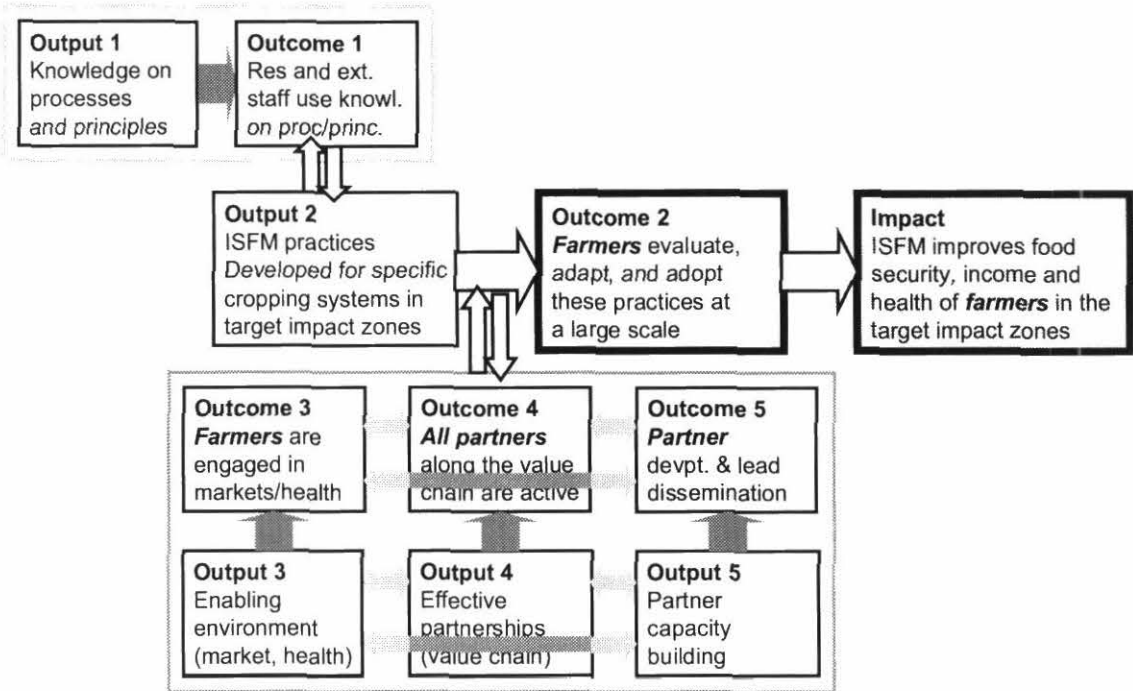 Output 1
Knowledge on
processes
and principles
Outcome 1
Res and ext.
staff use knowl.
on proc/princ.
Output 2
ISFM practices
Developed for specific
cropping systems in
target impact zones
Outcome 2
Farmers evaluate,
adapt, and adopt
these practices at
a large scale
Impact
ISFM improves food
security, income and
health of farmers in the
target impact zones
Outcome 3
Farmers are
engaged in
markets/health
Outcome 4
All partners
along the value
chain are active
Outcome 5
Partner
devpt. & lead
dissemination
Output 3
Enabling
environment
(market, health)
Output 4
Effective
partnerships
(value chain)
Output 5
Partner
capacity
building